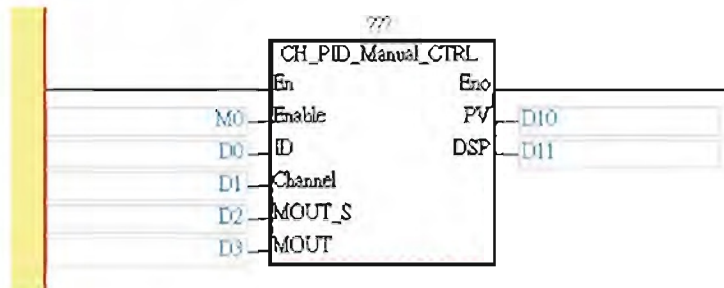 ???
CH_PID_Manual_CTRL
En Eno
M0 Enable PV D10
D0 ID DSP D11
D1 Channel
D2 MOUT_S
D3 MOUT